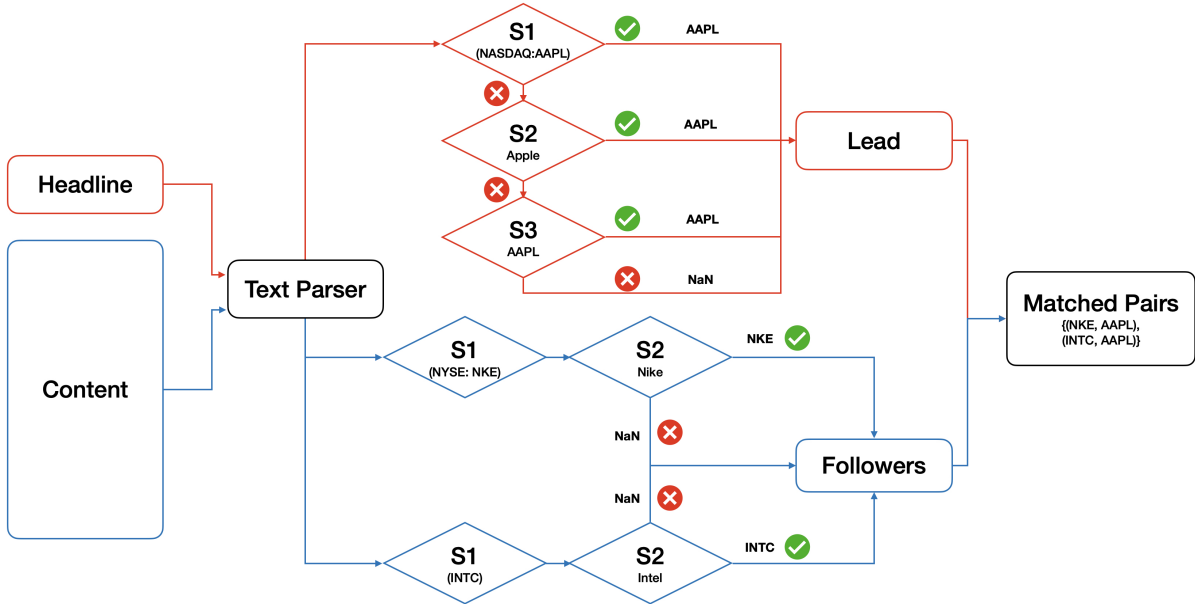 S1
(NASDAQ:AAPL)
AAPL
S2
Apple
AAPL
Lead
Headline
S3
AAPL
AAPL
NaN
Text Parser
Matched Pairs
{(NKE, AAPL),
(INTC, AAPL)}
Content
S1
(NYSE: NKE)
S2
Nike
NKE
NaN
Followers
NaN
S1
(INTC)
S2
Intel
INTC